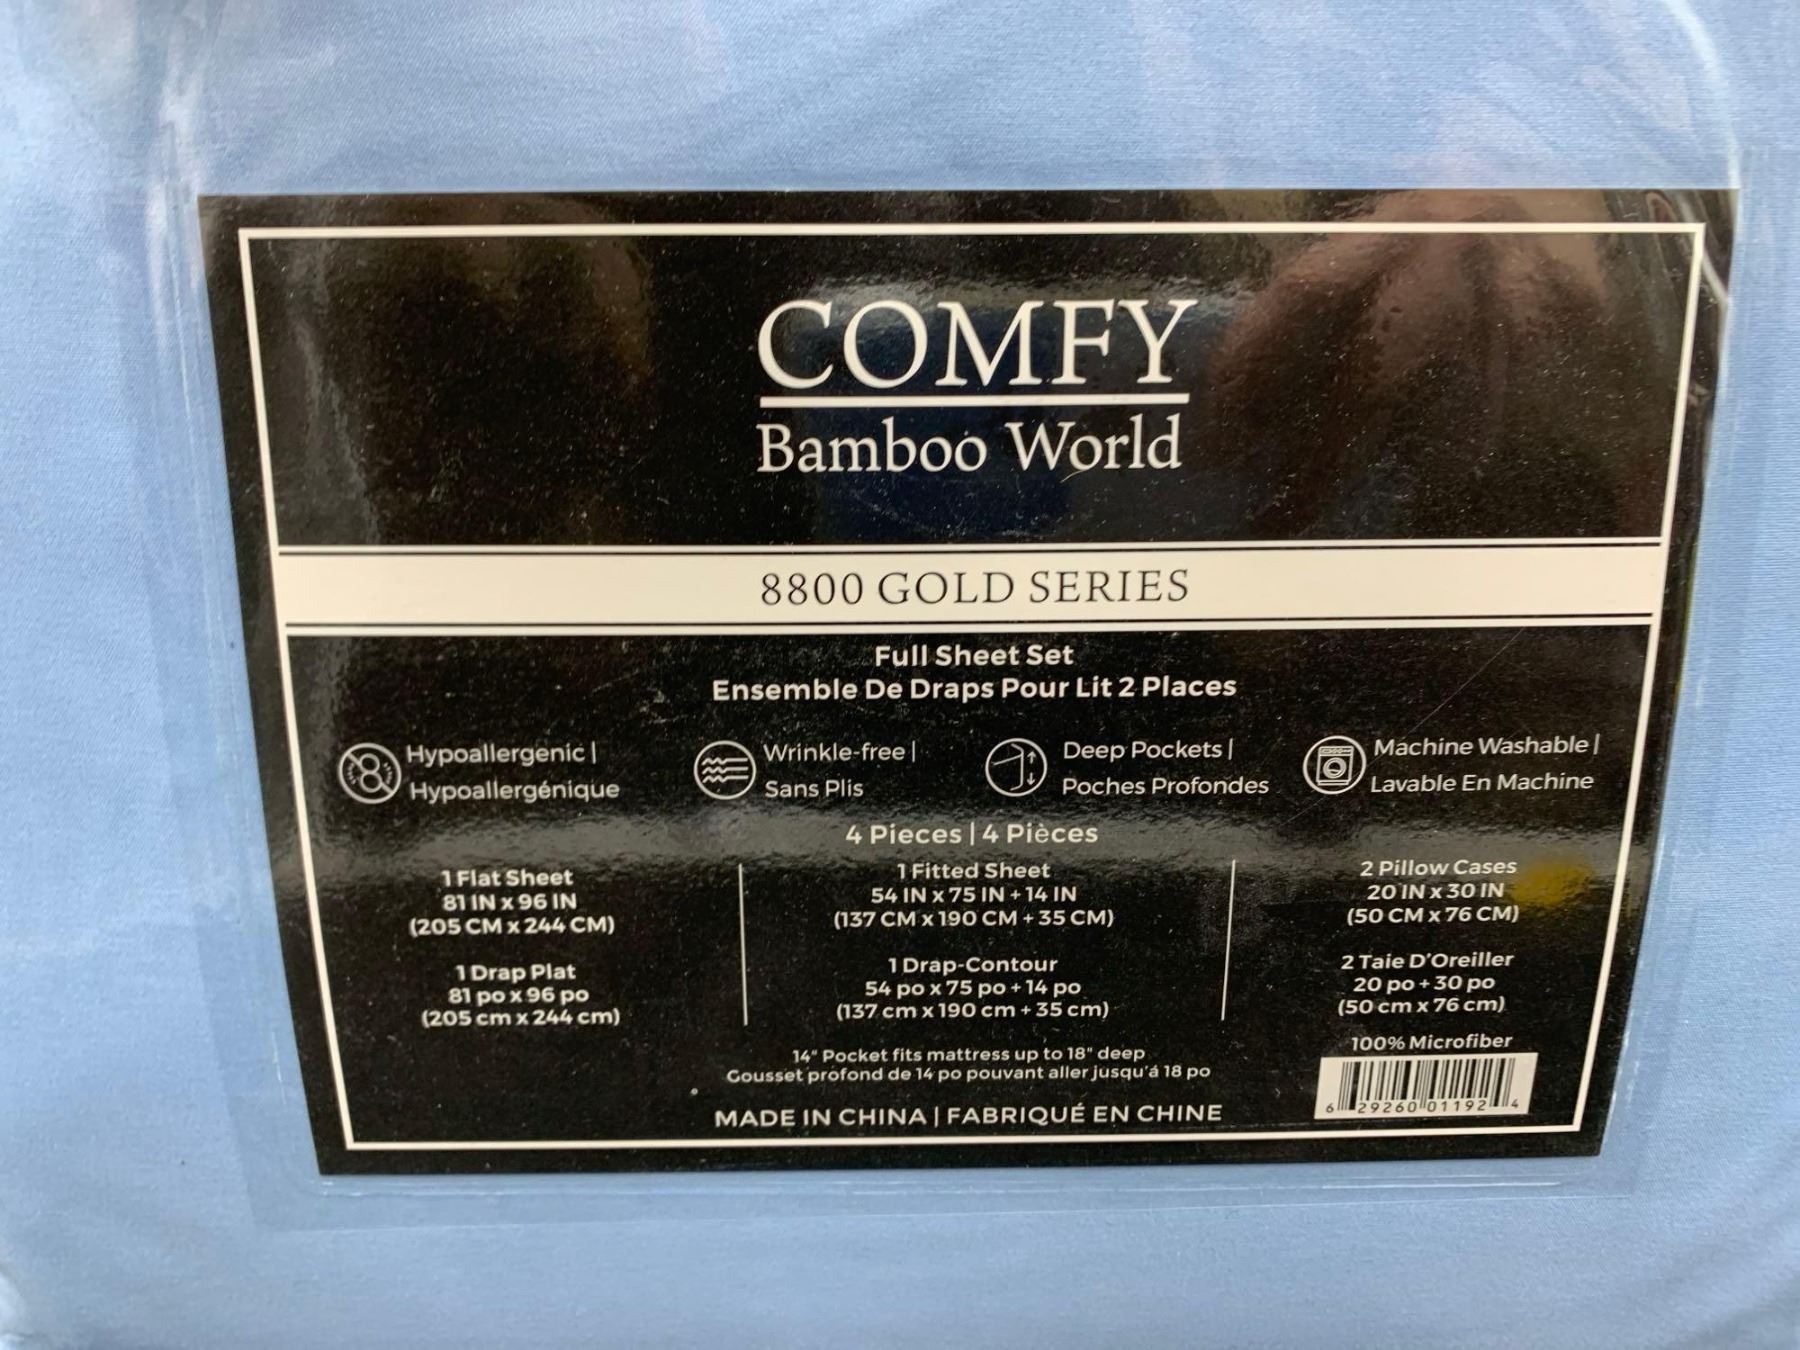 COMFY
Bamboo World
8800 GOLD SERIES
Full Sheet Set
Ensemble De Draps Pour Lit 2 Places
Hypoallergenic |
Hypoallergénique
Wrinkle-free |
Sans Plis
Deep Pockets |
Poches Profondes
Machine Washable |
Lavable En Machine
4 Pieces | 4 Pièces
1 Flat Sheet
81 IN x 96 IN
(205 CM x 244 CM)
1 Drap Plat
81 po x 96 po
(205 cm x 244 cm)
1 Fitted Sheet
54 IN x 75 IN + 14 IN
(137 CM x 190 CM + 35 CM)
1 Drap-Contour
54 po x 75 po + 14 po
(137 cm x 190 cm + 35 cm)
2 Pillow Cases
20 IN x 30 IN
(50 CM x 76 CM)
2 Taie D'Oreiller
20 po + 30 po
(50 cm x 76 cm)
14" Pocket fits mattress up to 18" deep
Gousset profond de 14 po pouvant aller jusqu'á 18 po
MADE IN CHINA | FABRIQUÉ EN CHINE
100% Microfiber
6 29260 01192 4